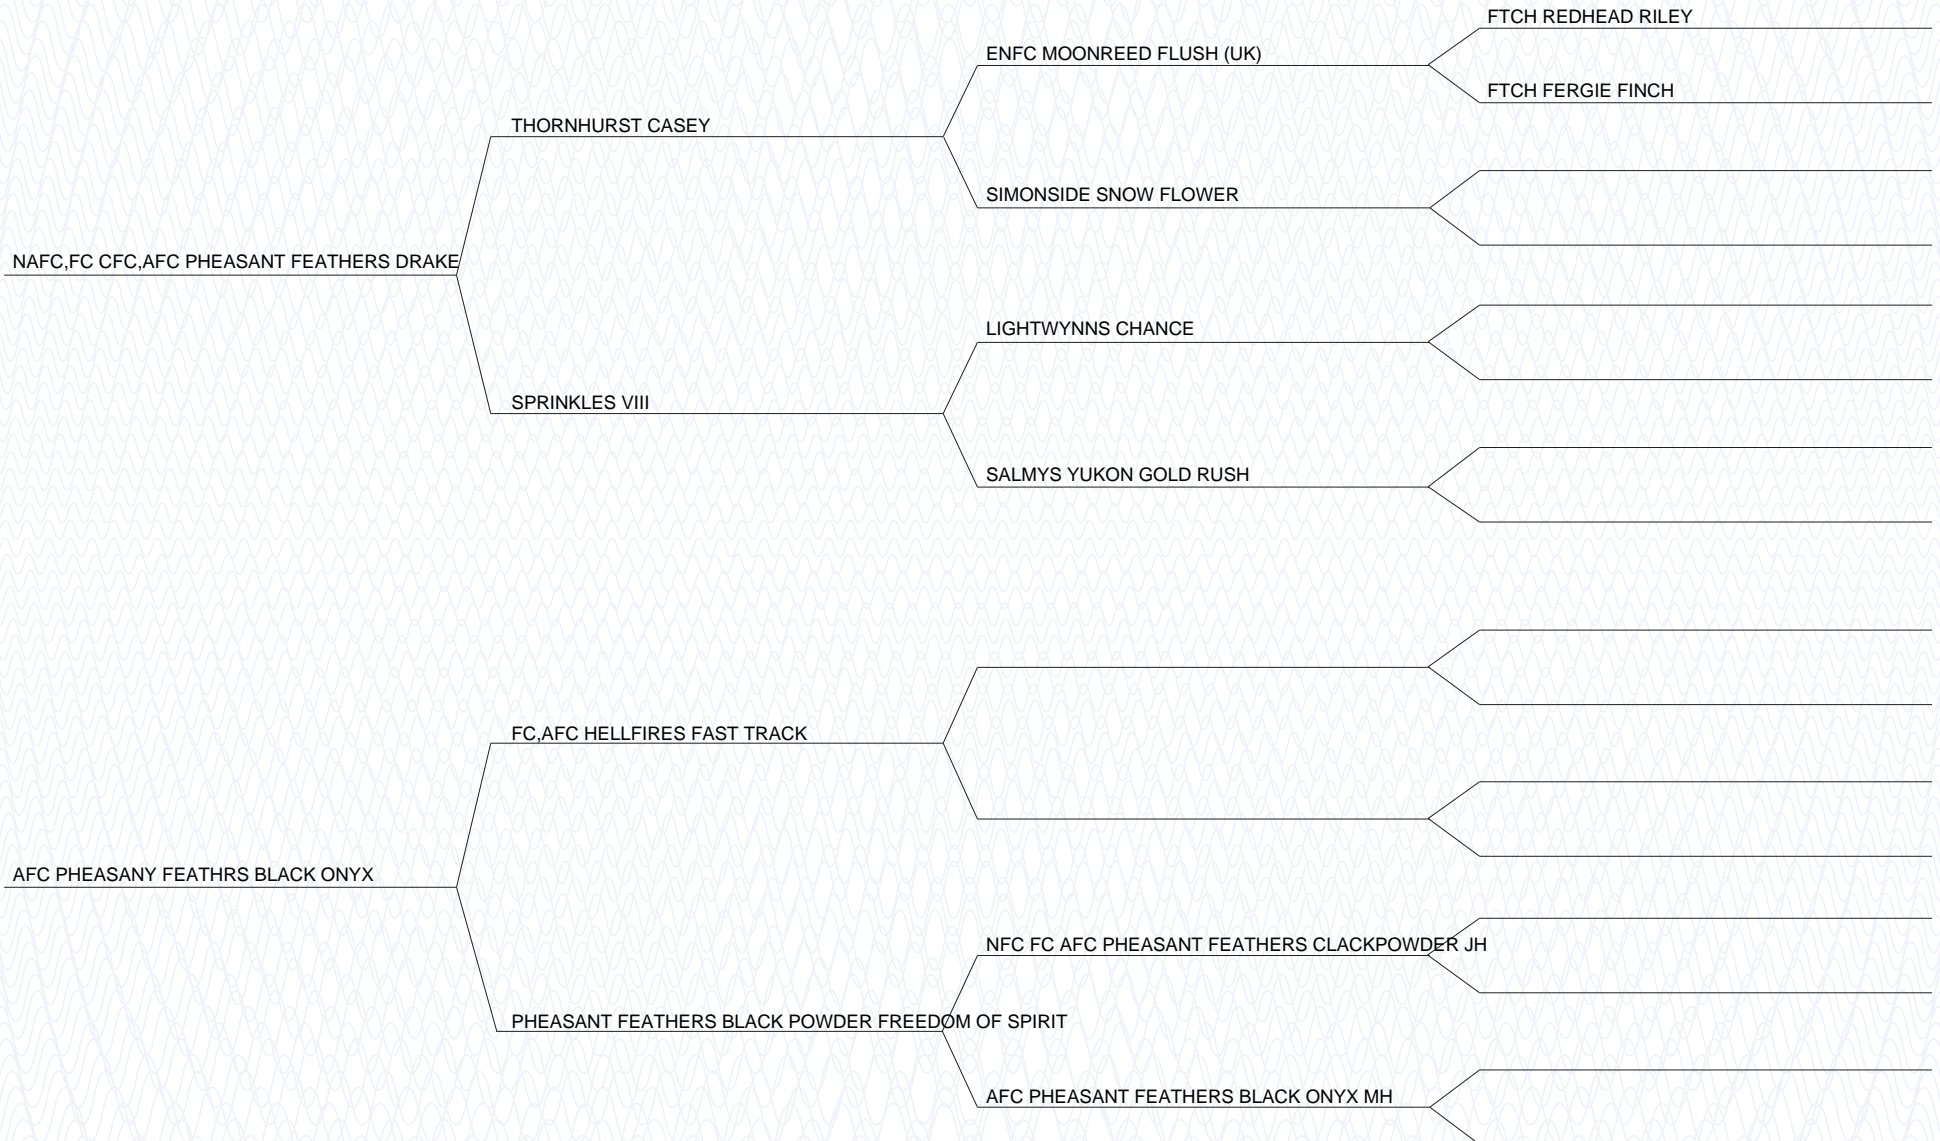 FTCH REDHEAD RILEY
ENFC MOONREED FLUSH (UK)
FTCH FERGIE FINCH
THORNHURST CASEY
SIMONSIDE SNOW FLOWER
NAFC,FC CFC,AFC PHEASANT FEATHERS DRAKE
LIGHTWYNNS CHANCE
SPRINKLES VIII
SALMYS YUKON GOLD RUSH
FC,AFC HELLFIRES FAST TRACK
AFC PHEASANY FEATHRS BLACK ONYX
NFC FC AFC PHEASANT FEATHERS CLACKPOWDER JH
PHEASANT FEATHERS BLACK POWDER FREEDOM OF SPIRIT
AFC PHEASANT FEATHERS BLACK ONYX MH